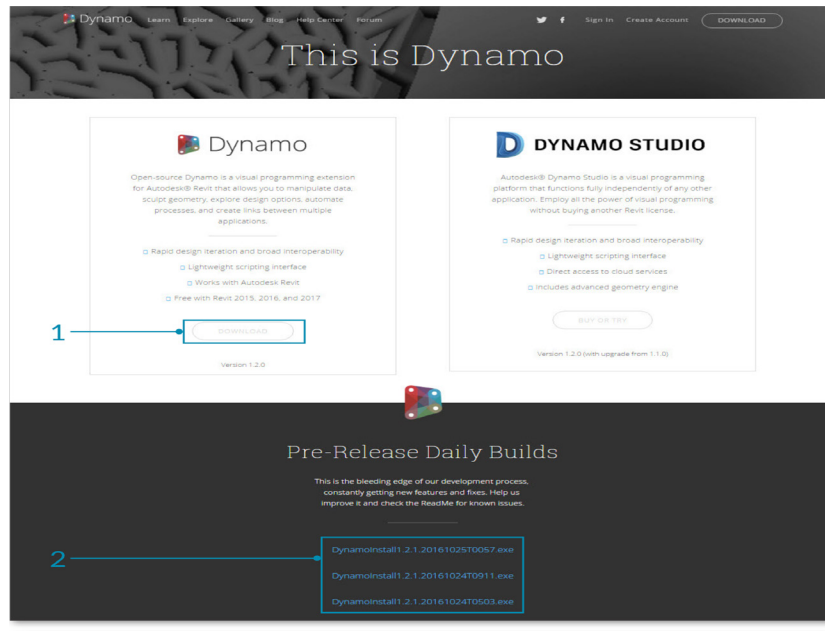 Dynamo Learn Explore Gallery Blog Help Center Forum Sign In Create Account DOWNLOAD
This is Dynamo
Dynamo
Open-source Dynamo is a visual programming extension
for Autodesk® Revit that allows you to manipulate data,
sculpt geometry, explore design options, automate
processes, and create links between multiple
applications.
Rapid design iteration and broad interoperability
Lightweight scripting interface
Works with Autodesk Revit
Free with Revit 2015, 2016, and 2017
1
DOWNLOAD
Version 1.2.0
DYNAMO STUDIO
Autodesk® Dynamo Studio is a visual programming
platform that functions fully independently of any other
application. Employ all the power of visual programming
without buying another Revit license.
Rapid design iteration and broad interoperability
Lightweight scripting interface
Direct access to cloud services
Includes advanced geometry engine
BUY OR TRY
Version 1.2.0 (with upgrade from 1.1.0)
Pre-Release Daily Builds
This is the bleeding edge of our development process,
constantly getting new features and fixes. Help us
improve it and check the ReadMe for known issues.
2
DynamoInstall1.2.1.20161025T0057.exe
DynamoInstall1.2.1.20161024T0911.exe
DynamoInstall1.2.1.20161024T0503.exe